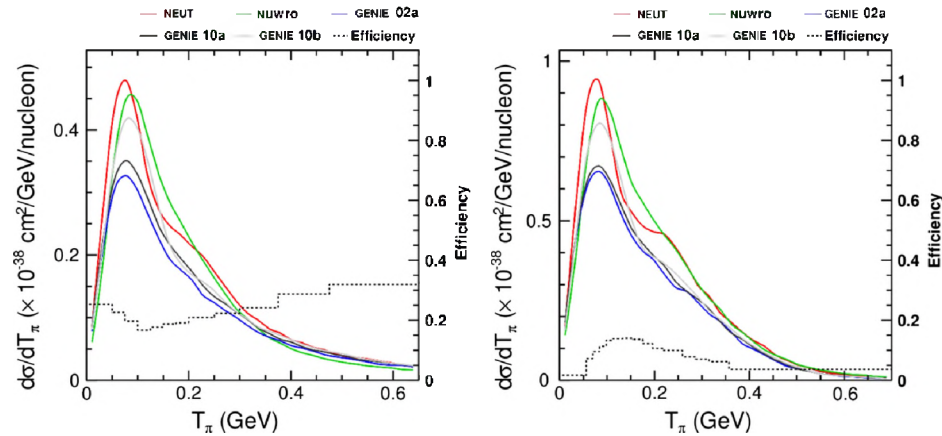 NEUT NUWRO GENIE 02a
GENIE 10a GENIE 10b Efficiency
dσ/dTπ (× 10-38 cm2/GeV/nucleon)
0.4
0.2
0
1
0.8
0.6
0.4
0.2
0
Efficiency
0 0.2 0.4 0.6
Tπ (GeV)
NEUT NUWRO GENIE 02a
GENIE 10a GENIE 10b Efficiency
dσ/dTπ (× 10-38 cm2/GeV/nucleon)
1
0.5
0
1
0.8
0.6
0.4
0.2
0
Efficiency
0 0.2 0.4 0.6
Tπ (GeV)